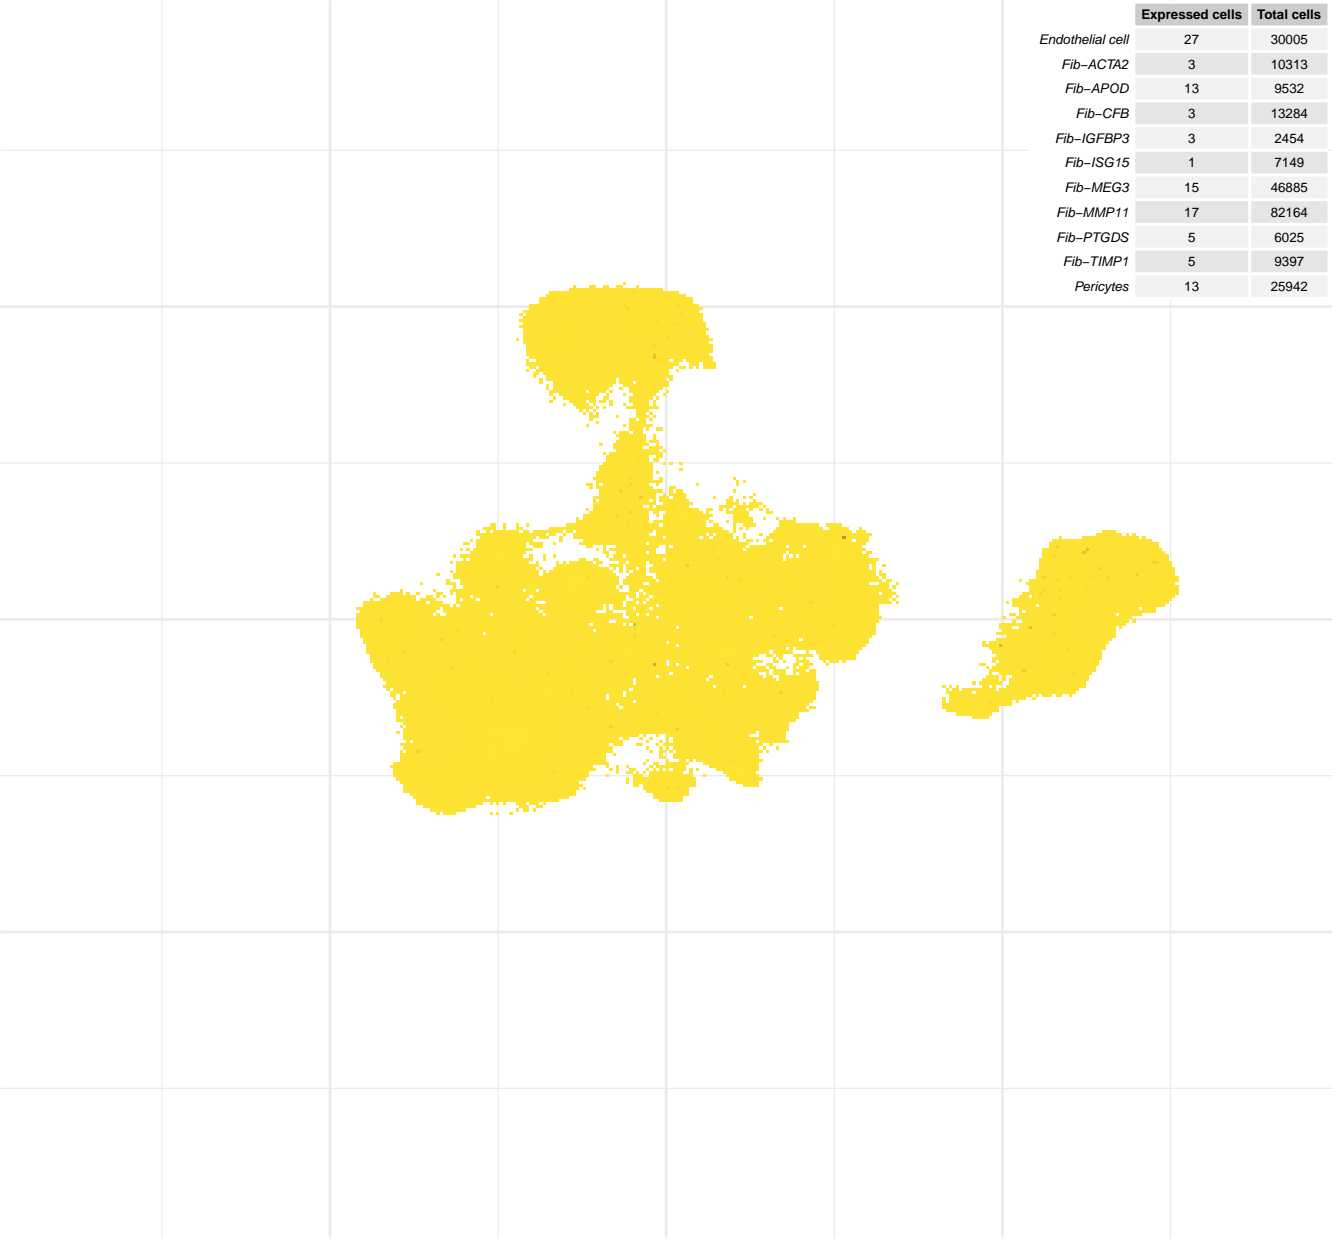 Expressed cells Total cells
Endothelial cell 27 30005
Fib−ACTA2 3 10313
Fib−APOD 13 9532
Fib−CFB 3 13284
Fib−IGFBP3 3 2454
Fib−ISG15 1 7149
Fib−MEG3 15 46885
Fib−MMP11 17 82164
Fib−PTGDS 5 6025
Fib−TIMP1 5 9397
Pericytes 13 25942